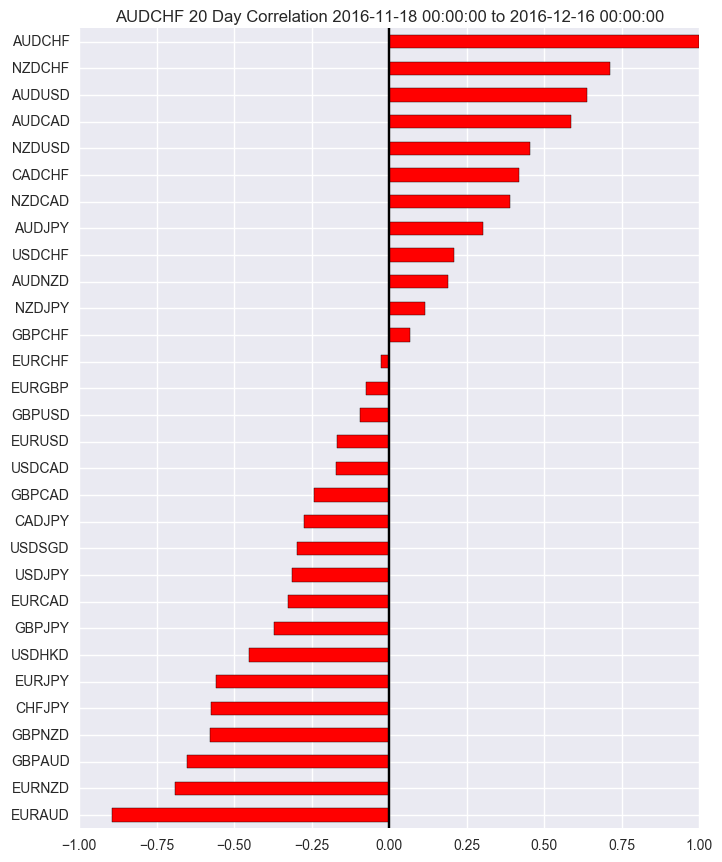 AUDCHF 20 Day Correlation 2016-11-18 00:00:00 to 2016-12-16 00:00:00
AUDCHF
NZDCHF
AUDUSD
AUDCAD
NZDUSD
CADCHF
NZDCAD
AUDJPY
USDCHF
AUDNZD
NZDJPY
GBPCHF
EURCHF
EURGBP
GBPUSD
EURUSD
USDCAD
GBPCAD
CADJPY
USDSGD
USDJPY
EURCAD
GBPJPY
USDHKD
EURJPY
CHFJPY
GBPNZD
GBPAUD
EURNZD
EURAUD
−1.00 −0.75 −0.50 −0.25 0.00 0.25 0.50 0.75 1.00